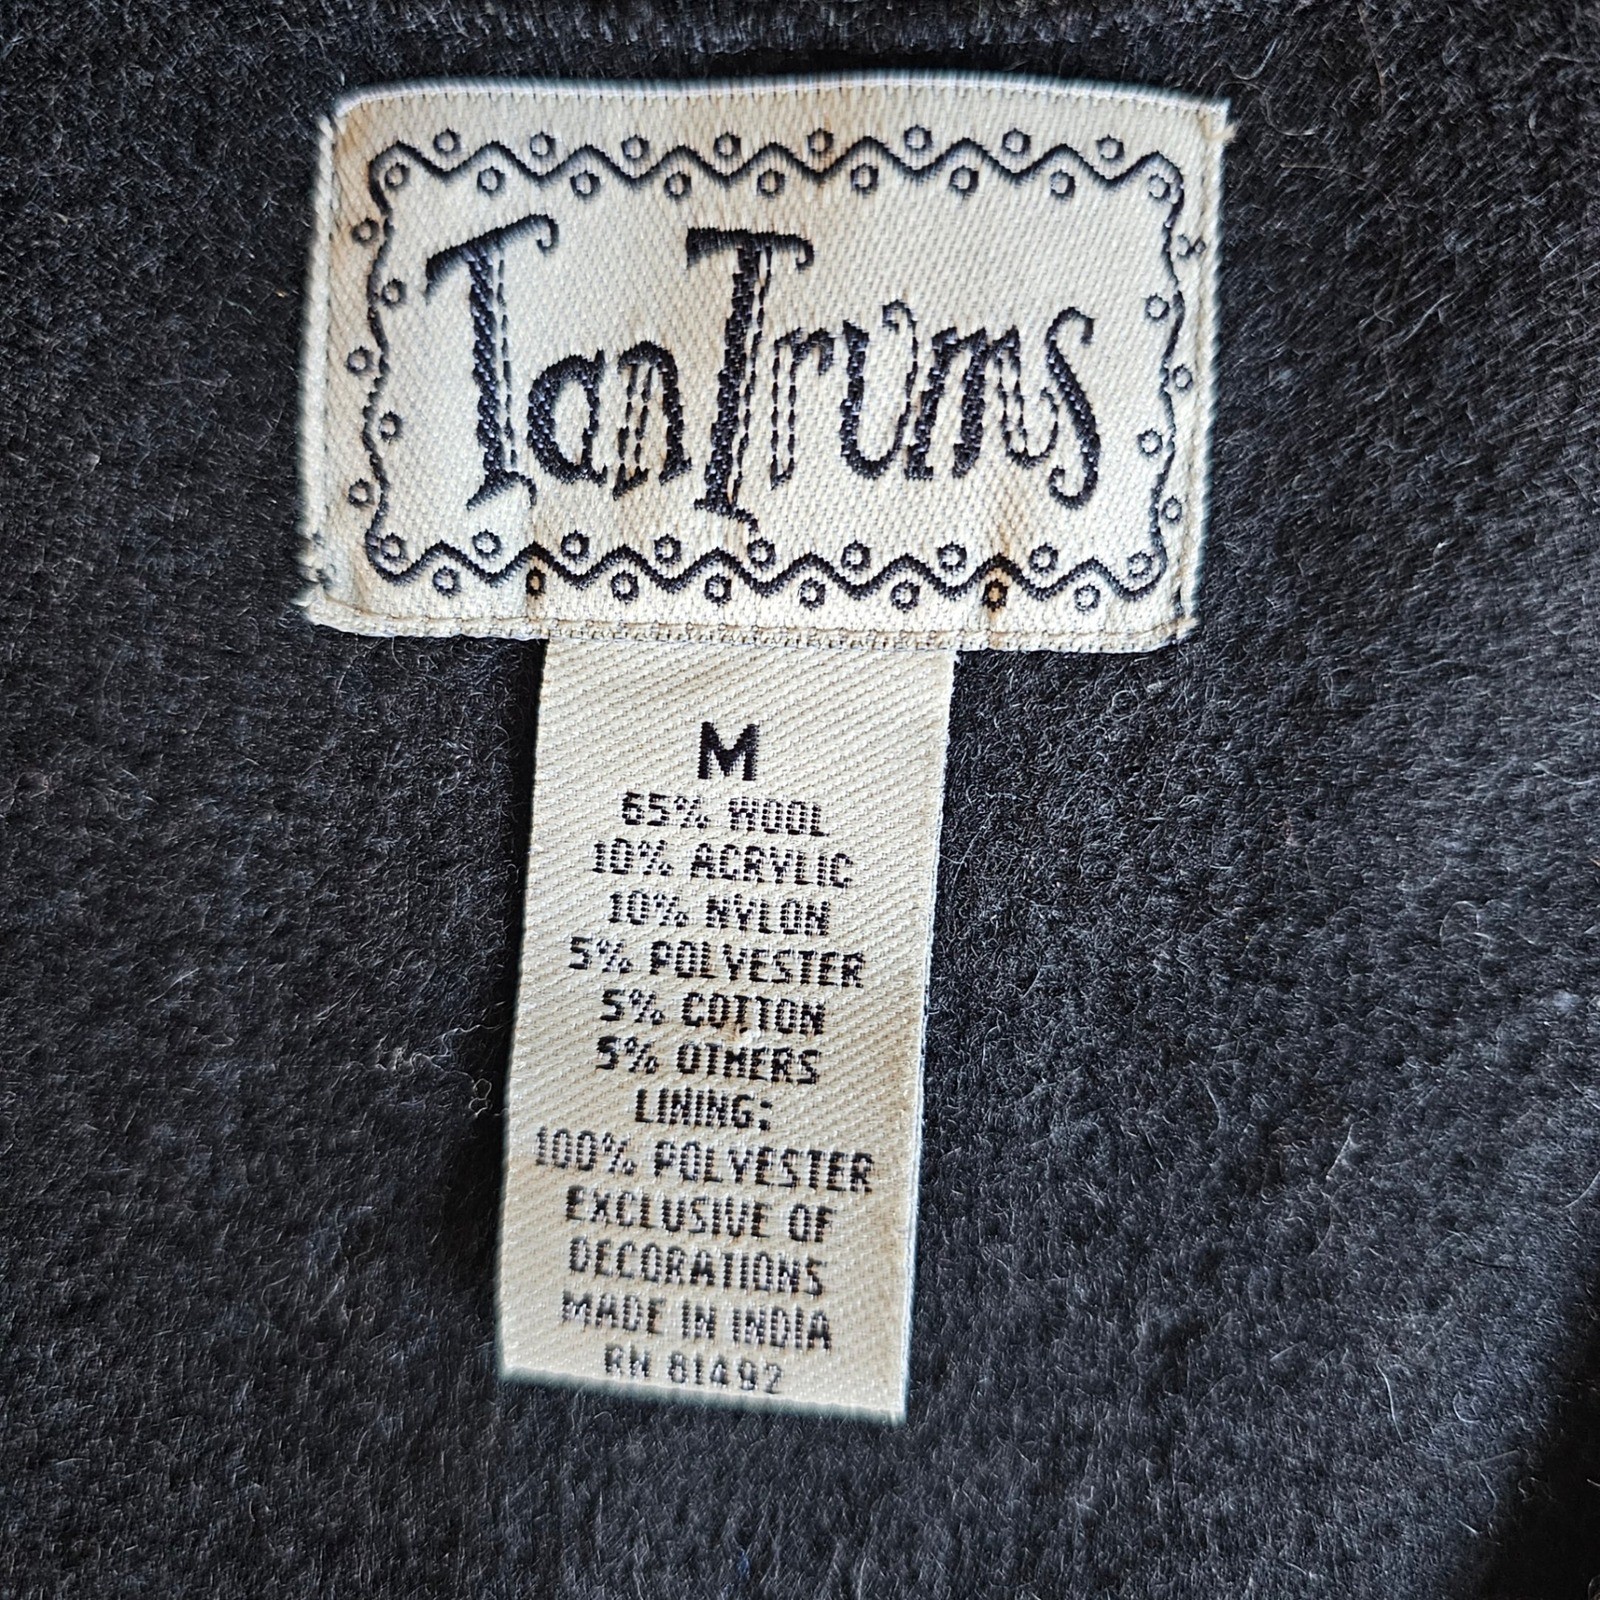 TanTrums
M
65% WOOL
10% ACRYLIC
10% NYLON
5% POLYESTER
5% COTTON
5% OTHERS
LINING:
100% POLYESTER
EXCLUSIVE OF
DECORATIONS
MADE IN INDIA
RN 81492